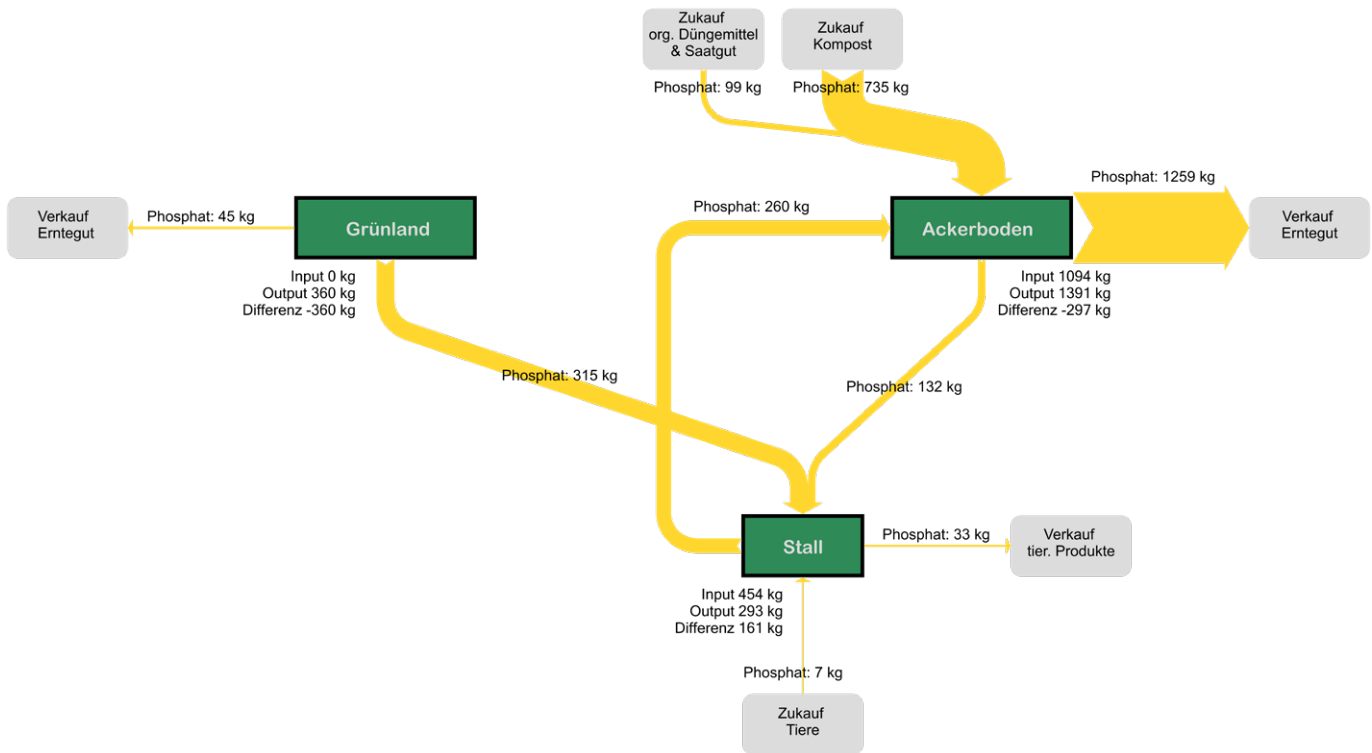 Zukauf
org. Düngemittel
& Saatgut
Zukauf
Kompost
Phosphat: 99 kg
Phosphat: 735 kg
Phosphat: 1259 kg
Verkauf
Erntegut
Phosphat: 45 kg
Grünland
Phosphat: 260 kg
Ackerboden
Verkauf
Erntegut
Input 0 kg
Output 360 kg
Differenz -360 kg
Input 1094 kg
Output 1391 kg
Differenz -297 kg
Phosphat: 315 kg
Phosphat: 132 kg
Stall
Phosphat: 33 kg
Verkauf
tier. Produkte
Input 454 kg
Output 293 kg
Differenz 161 kg
Phosphat: 7 kg
Zukauf
Tiere